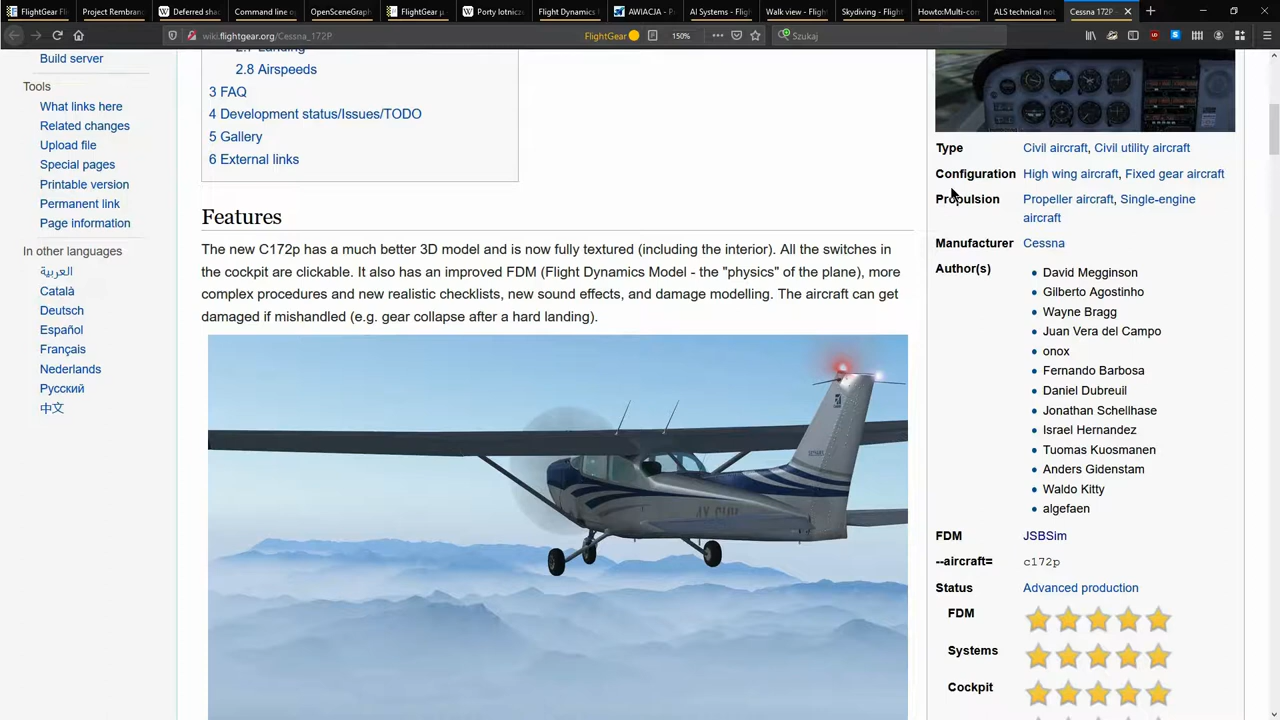 FlightGear Fli
Project Rembran
Deferred shad
Command line op
OpenSceneGraph
FlightGear µ
Porty lotnicze
Flight Dynamics
AWIACJA -
AI Systems - Fligh
Walk view - Flight
Skydiving - Flight
Howto:Multi-com
ALS technical not
Cessna 172P -
wiki.flightgear.org/Cessna_172P
FlightGear
150%
Szukaj
Build server
Tools
What links here
Related changes
Upload file
Special pages
Printable version
Permanent link
Page information
In other languages
العربية
Català
Deutsch
Español
Français
Nederlands
Русский
中文
2.7 Landing
2.8 Airspeeds
3 FAQ
4 Development status/Issues/TODO
5 Gallery
6 External links
Features
The new C172p has a much better 3D model and is now fully textured (including the interior). All the switches in
the cockpit are clickable. It also has an improved FDM (Flight Dynamics Model - the "physics" of the plane), more
complex procedures and new realistic checklists, new sound effects, and damage modelling. The aircraft can get
damaged if mishandled (e.g. gear collapse after a hard landing).
Type Civil aircraft, Civil utility aircraft
Configuration High wing aircraft, Fixed gear aircraft
Propulsion Propeller aircraft, Single-engine
aircraft
Manufacturer Cessna
Author(s)
David Megginson
Gilberto Agostinho
Wayne Bragg
Juan Vera del Campo
onox
Fernando Barbosa
Daniel Dubreuil
Jonathan Schellhase
Israel Hernandez
Tuomas Kuosmanen
Anders Gidenstam
Waldo Kitty
algefaen
FDM JSBSim
--aircraft= c172p
Status Advanced production
FDM
Systems
Cockpit